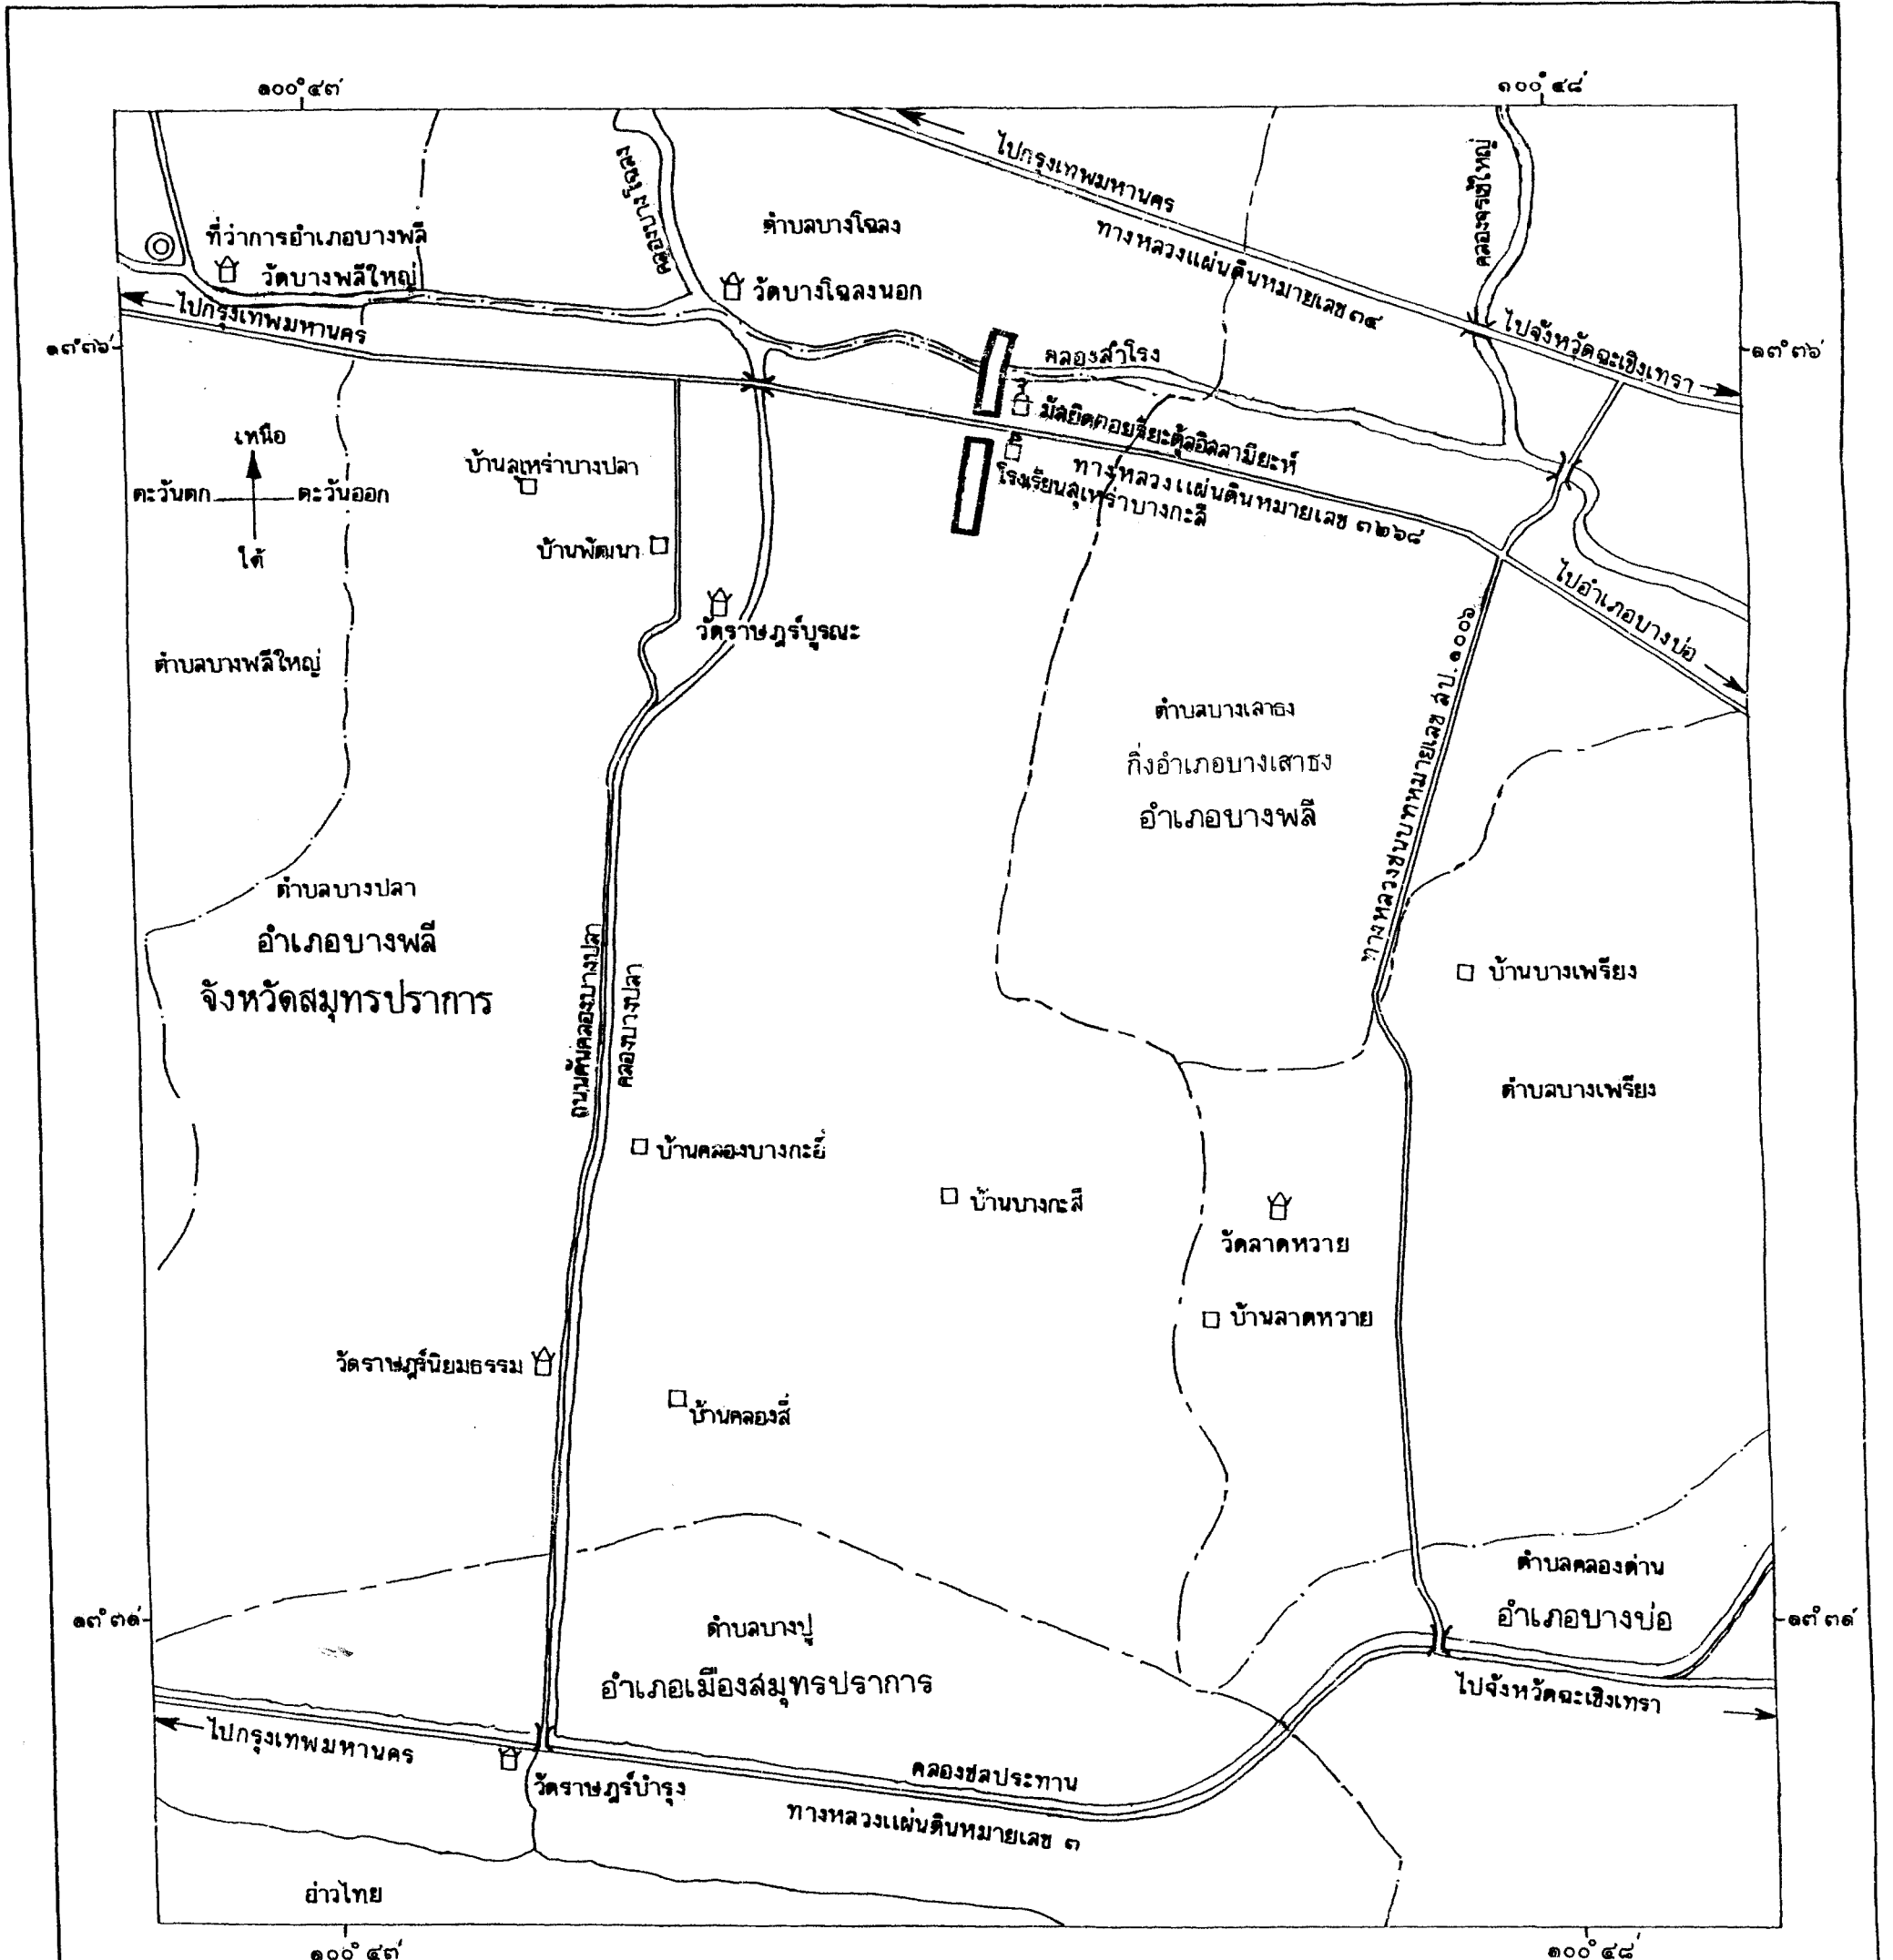 ๑๐๐° ๔๓′
๑๐๐° ๔๘′
ไปกรุงเทพมหานคร
คลองบางโฉลง
คลองจรเข้ใหญ่
ตำบลบางโฉลง
ที่ว่าการอำเภอบางพลี
ทางหลวงแผ่นดินหมายเลข ๓๔
วัดบางพลีใหญ่
วัดบางโฉลงนอก
ไปกรุงเทพมหานคร
ไปจังหวัดฉะเชิงเทรา
๑๓° ๓๖′
คลองสำโรง
๑๓° ๓๖′
มัสยิดคอยรียะตุ้ลอิสลามิยะห์
เหนือ
บ้านสุเหร่าบางปลา
ทางหลวงแผ่นดินหมายเลข ๓๒๖๘
โรงเรียนสุเหร่าบางกะสี
ตะวันตก
ตะวันออก
บ้านพัฒนา
ใต้
ไปอำเภอบางบ่อ
วัดราษฎร์บูรณะ
ตำบลบางพลีใหญ่
ทางหลวงชนบทหมายเลข สป. ๑๐๐๖
ตำบลบางเสาธง
กิ่งอำเภอบางเสาธง
อำเภอบางพลี
ตำบลบางปลา
อำเภอบางพลี
จังหวัดสมุทรปราการ
ถนนคันคลองบางปลา
คลองบางปลา
บ้านบางเพรียง
ตำบลบางเพรียง
บ้านคลองบางกะยี่
บ้านบางกะสี
วัดลาดหวาย
บ้านลาดหวาย
วัดราษฎร์นิยมธรรม
บ้านคลองสี่
ตำบลคลองด่าน
๑๓° ๓๑′
ตำบลบางปู
อำเภอบางบ่อ
๑๓° ๓๑′
อำเภอเมืองสมุทรปราการ
ไปจังหวัดฉะเชิงเทรา
ไปกรุงเทพมหานคร
คลองชลประทาน
วัดราษฎร์บำรุง
ทางหลวงแผ่นดินหมายเลข ๓
อ่าวไทย
๑๐๐° ๔๓′
๑๐๐° ๔๘′